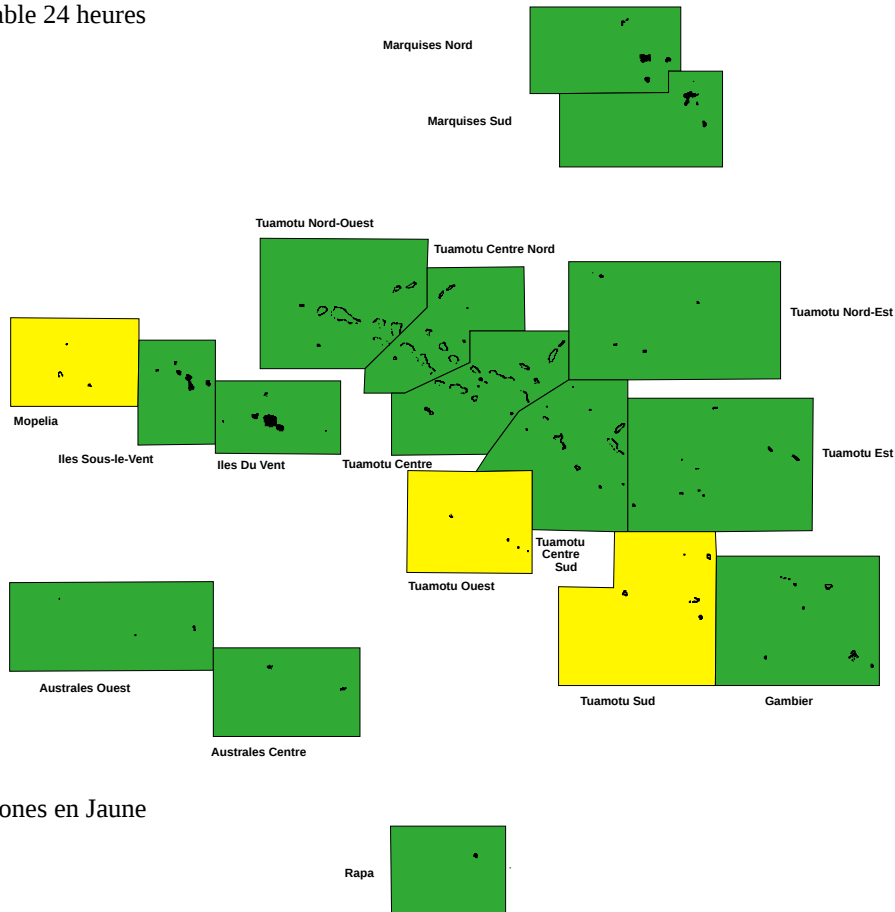 able 24 heures
Marquises Nord
Marquises Sud
Tuamotu Nord-Ouest
Tuamotu Centre Nord
Tuamotu Nord-Est
Mopelia
Iles Sous-le-Vent
Iles Du Vent
Tuamotu Centre
Tuamotu Est
Tuamotu
Centre
Sud
Tuamotu Ouest
Australes Ouest
Tuamotu Sud
Gambier
Australes Centre
ones en Jaune
Rapa